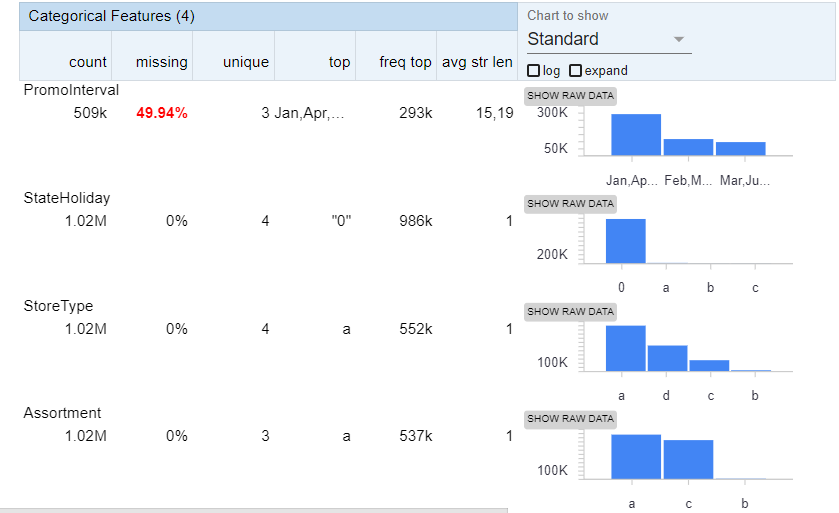 Categorical Features (4)
Chart to show
Standard
log expand
count missing unique top freq top avg str len
PromoInterval
509k 49.94% 3 Jan,Apr,... 293k 15,19
SHOW RAW DATA
300K
50K
Jan,Ap... Feb,M... Mar,Ju...
StateHoliday
1.02M 0% 4 "0" 986k 1
SHOW RAW DATA
200K
0 a b c
StoreType
1.02M 0% 4 a 552k 1
SHOW RAW DATA
100K
a d c b
Assortment
1.02M 0% 3 a 537k 1
SHOW RAW DATA
100K
a c b